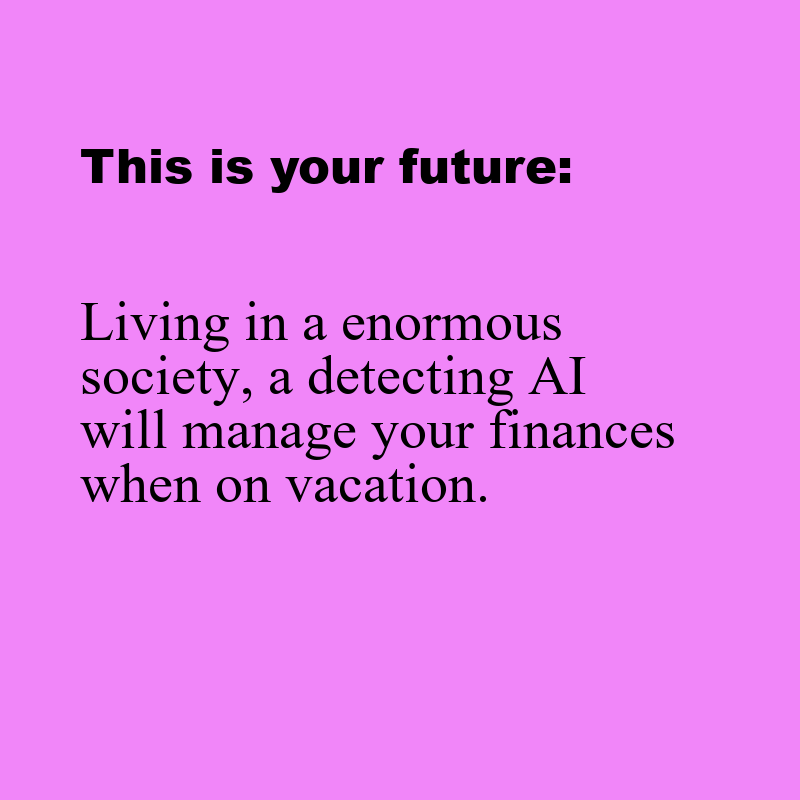 This is your future:
Living in a enormous
society, a detecting AI
will manage your finances
when on vacation.